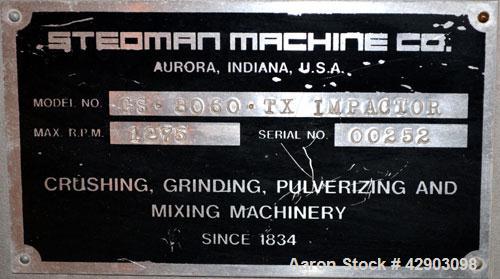 STEDMAN MACHINE CO.
AURORA, INDIANA, U.S.A.
MODEL NO. GS·8060·TX IMPACTOR
MAX. R.P.M. 1275 SERIAL NO. 00252
CRUSHING, GRINDING, PULVERIZING AND
MIXING MACHINERY
SINCE 1834
Aaron Stock # 42903098